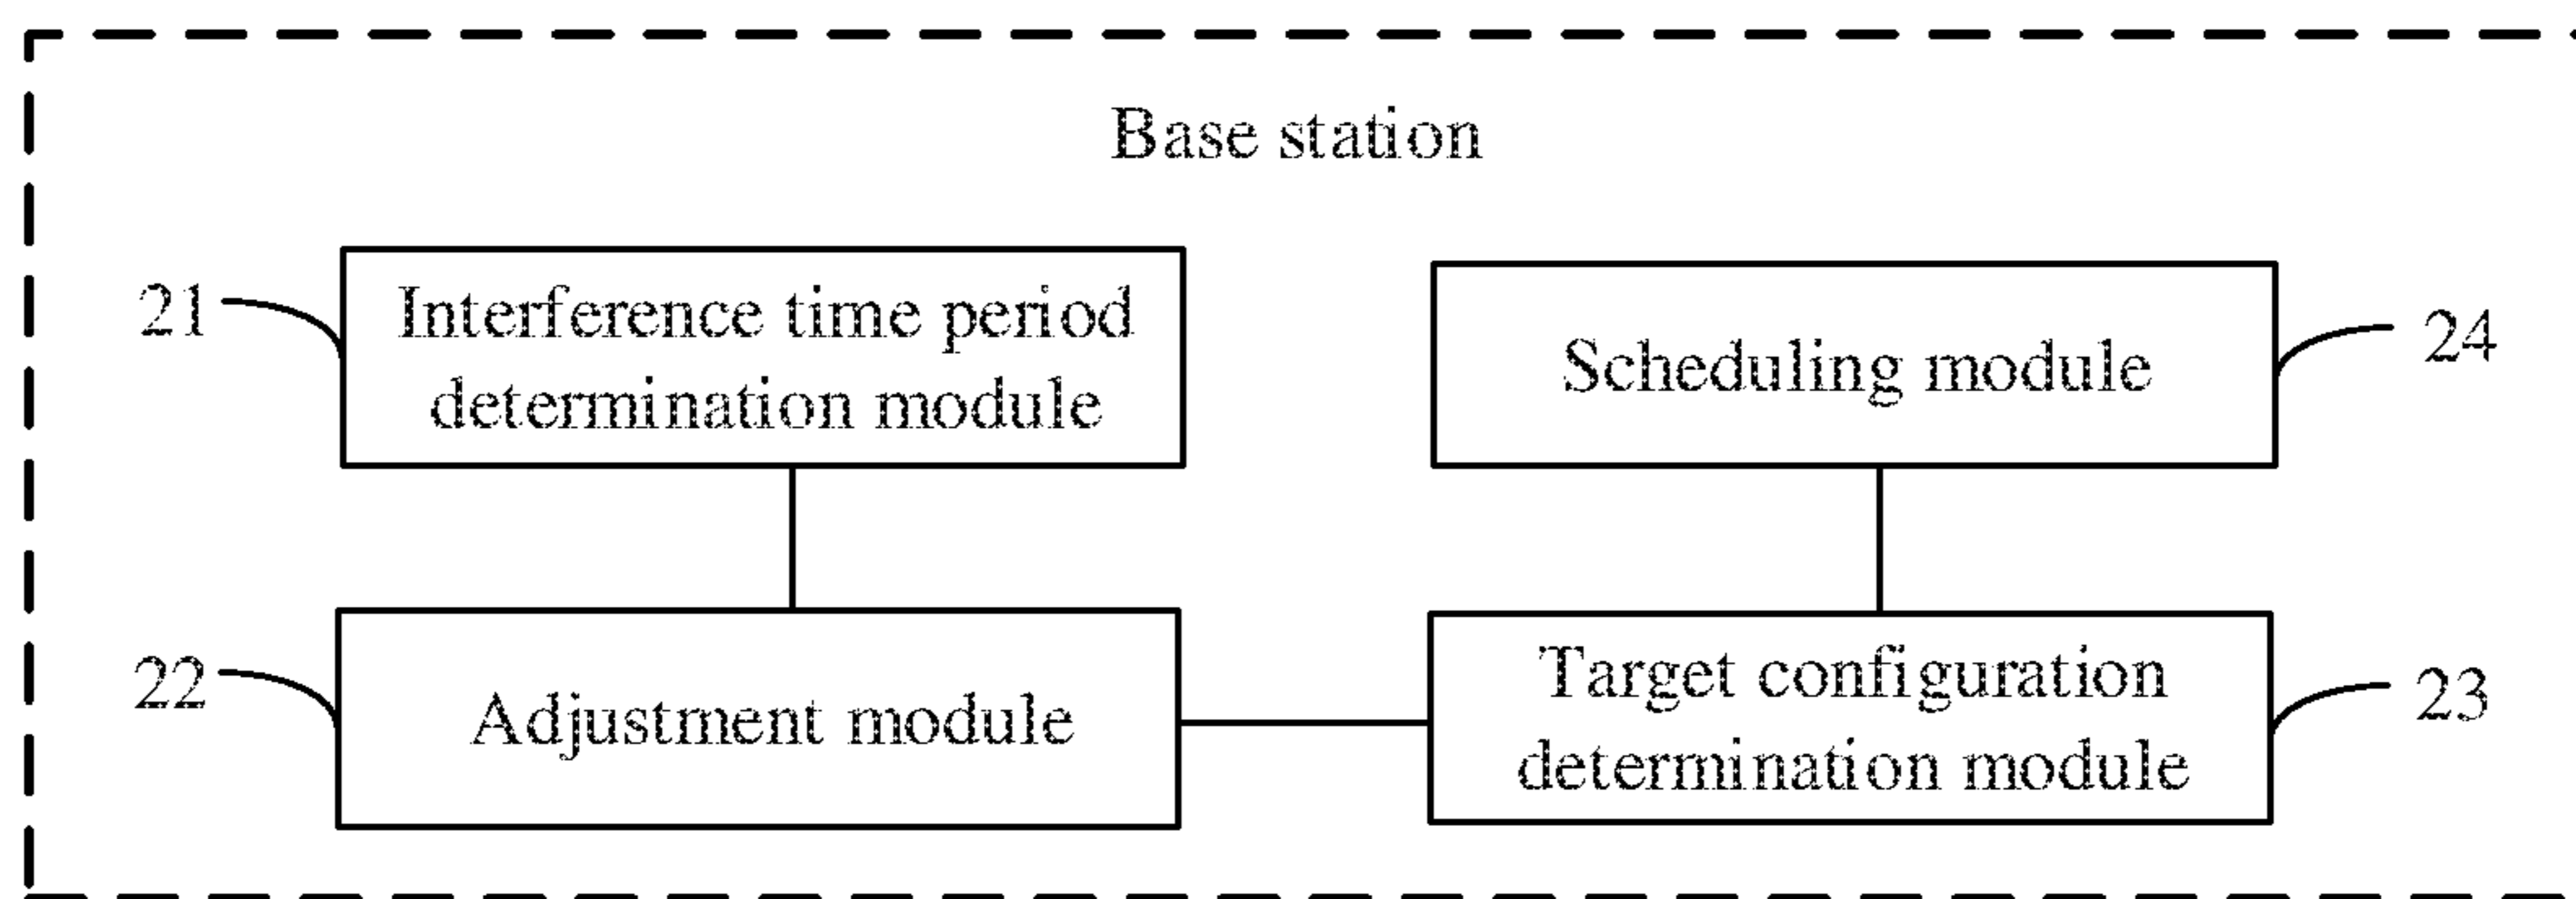 Base station
21
Interference time period
determination module
Scheduling module
24
22
Adjustment module
Target configuration
determination module
23